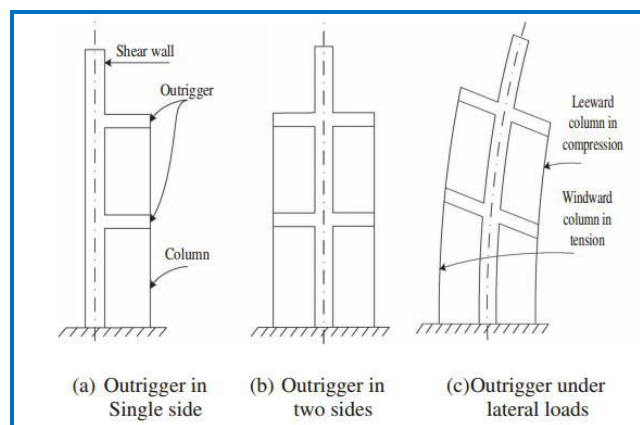 Shear wall
Outrigger
Column
Leeward
column in
compression
Windward
column in
tension
(a) Outrigger in
Single side
(b) Outrigger in
two sides
(c)Outrigger under
lateral loads